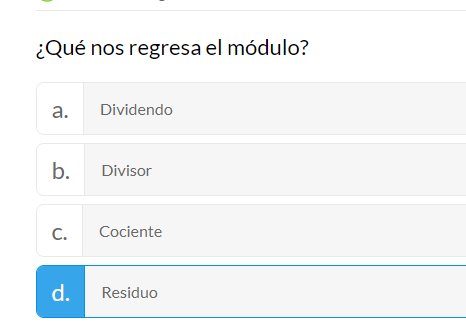 ¿Qué nos regresa el módulo?
a. Dividendo
b. Divisor
c. Cociente
d. Residuo